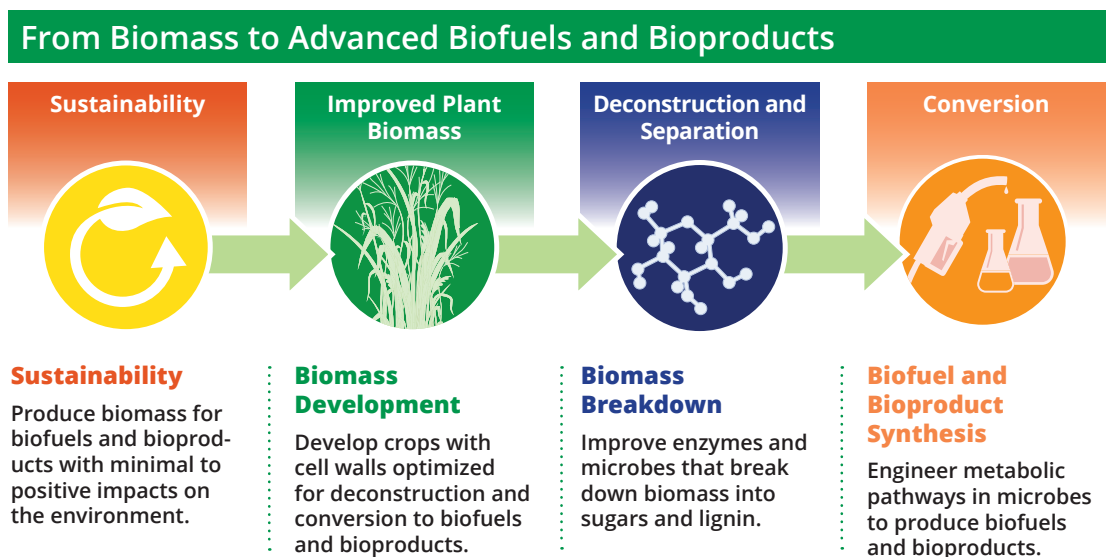 From Biomass to Advanced Biofuels and Bioproducts
Sustainability
Improved Plant
Biomass
Deconstruction and
Separation
Conversion
Sustainability
Produce biomass for
biofuels and bioprod-
ucts with minimal to
positive impacts on
the environment.
Biomass
Development
Develop crops with
cell walls optimized
for deconstruction and
conversion to biofuels
and bioproducts.
Biomass
Breakdown
Improve enzymes and
microbes that break
down biomass into
sugars and lignin.
Biofuel and
Bioproduct
Synthesis
Engineer metabolic
pathways in microbes
to produce biofuels
and bioproducts.